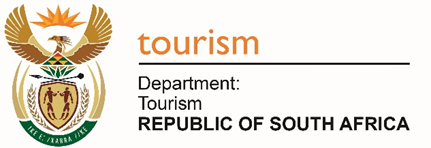 tourism
Department:
Tourism
REPUBLIC OF SOUTH AFRICA